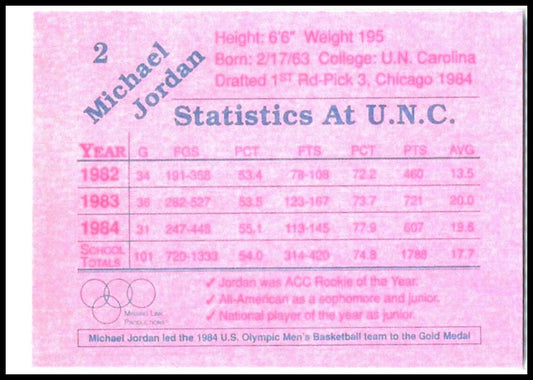 2
Michael
Jordan
Height: 6'6" Weight 195
Born: 2/17/63 College: U.N. Carolina
Drafted 1ST Rd-Pick 3, Chicago 1984
Statistics At U.N.C.
YEAR G FGS PCT FTS PCT PTS AVG
1982 34 191-358 53.4 78-108 72.2 460 13.5
1983 36 282-527 53.5 123-167 73.7 721 20.0
1984 31 247-448 55.1 113-145 77.9 607 19.6
SCHOOL
TOTALS 101 720-1333 54.0 314-420 74.8 1788 17.7
MISSING LINK
PRODUCTIONS
✓ Jordan was ACC Rookie of the Year.
✓ All-American as a sophomore and junior.
✓ National player of the year as junior.
Michael Jordan led the 1984 U.S. Olympic Men's Basketball team to the Gold Medal